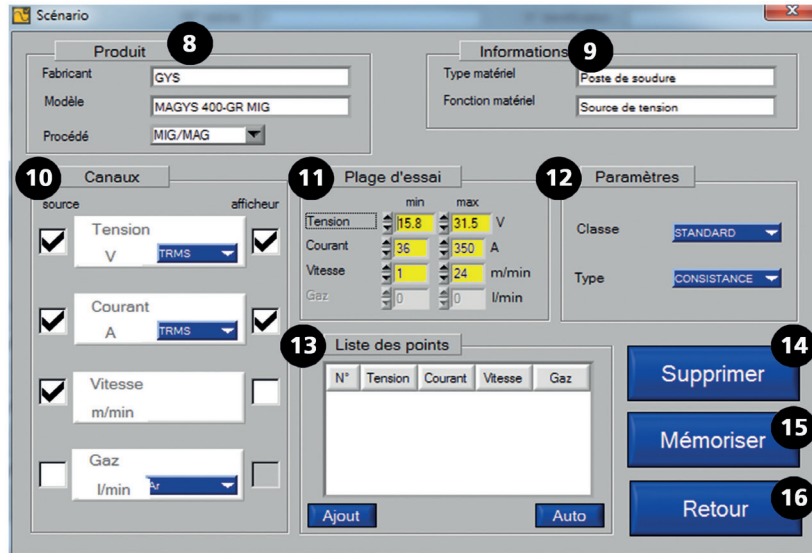 Scénario
Produit
8
Fabricant
GYS
Modèle
MAGYS 400-GR MIG
Procédé
MIG/MAG
Informations
9
Type matériel
Poste de soudure
Fonction matériel
Source de tension
10
Canaux
source
afficheur
Tension
V
TRMS
Courant
A
TRMS
Vitesse
m/min
Gaz
l/min
Ar
11
Plage d'essai
min max
Tension 15.8 31.5 V
Courant 36 350 A
Vitesse 1 24 m/min
Gaz 0 0 l/min
12
Paramètres
Classe
STANDARD
Type
CONSISTANCE
13
Liste des points
N° Tension Courant Vitesse Gaz
Ajout
Auto
14
Supprimer
15
Mémoriser
16
Retour